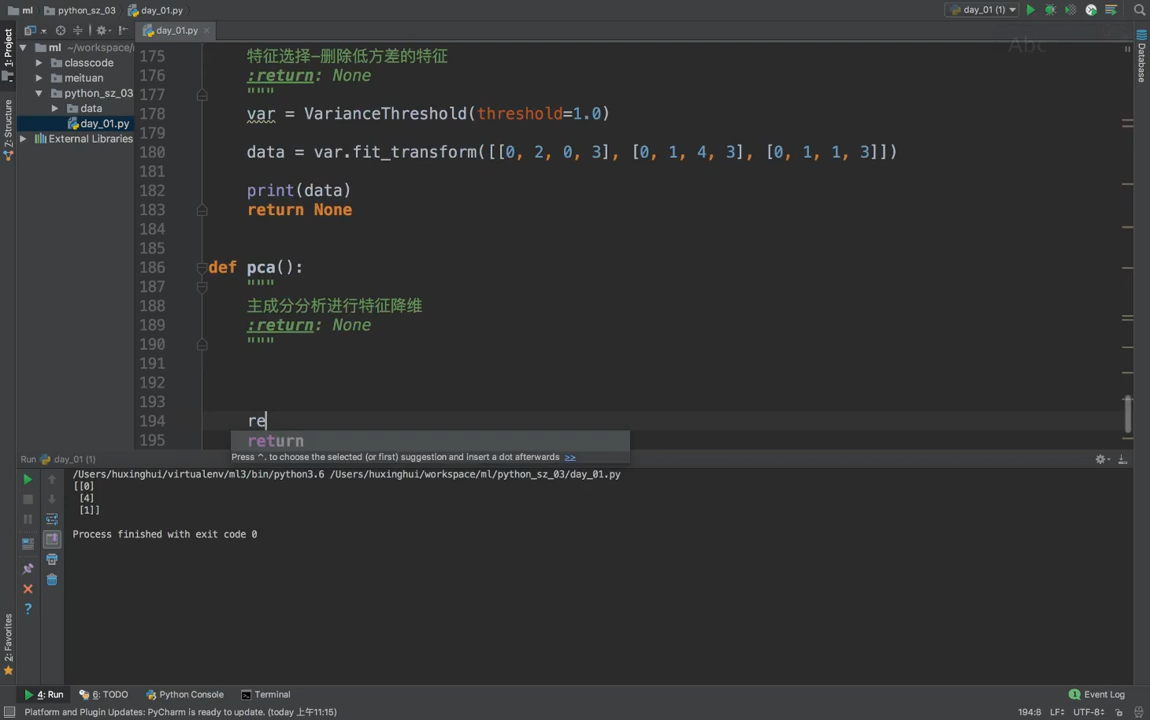 ml
python_sz_03
day_01.py
day_01 (1)
day_01.py
Abc
1: Project
Z: Structure
2: Favorites
Database
ml ~/workspace/
classcode
meituan
python_sz_03
data
day_01.py
External Libraries
175 特征选择-删除低方差的特征
176 :return: None
177 """
178 var = VarianceThreshold(threshold=1.0)
179
180 data = var.fit_transform([[0, 2, 0, 3], [0, 1, 4, 3], [0, 1, 1, 3]])
181
182 print(data)
183 return None
184
185
186 def pca():
187 """
188 主成分分析进行特征降维
189 :return: None
190 """
191
192
193
194 re
195 return
Press ^. to choose the selected (or first) suggestion and insert a dot afterwards >>
Run day_01 (1)
/Users/huxinghui/virtualenv/ml3/bin/python3.6 /Users/huxinghui/workspace/ml/python_sz_03/day_01.py
[[0]
[4]
[1]]
Process finished with exit code 0
4: Run
6: TODO
Python Console
Terminal
1 Event Log
Platform and Plugin Updates: PyCharm is ready to update. (today 上午11:15)
194:8 LF÷ UTF-8÷